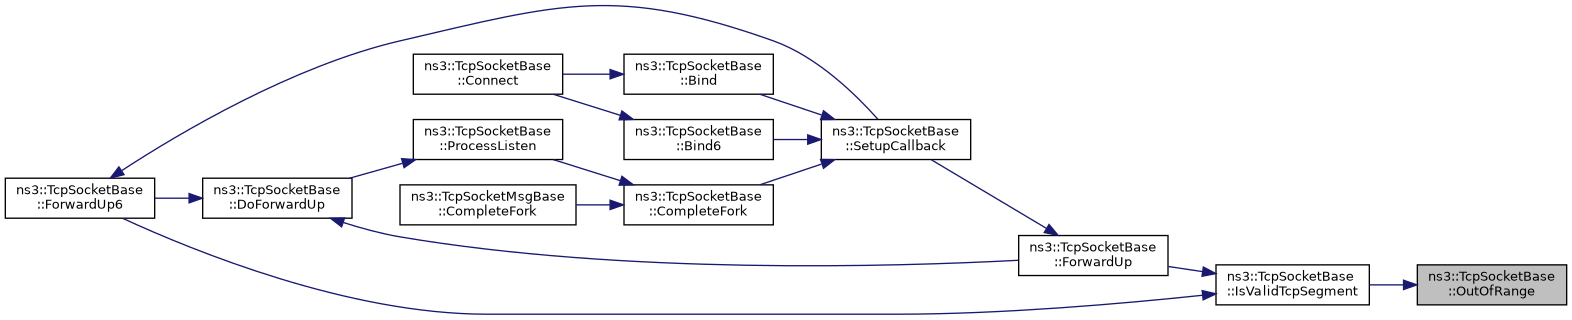 ns3::TcpSocketBase
::Connect
ns3::TcpSocketBase
::Bind
ns3::TcpSocketBase
::ProcessListen
ns3::TcpSocketBase
::Bind6
ns3::TcpSocketBase
::SetupCallback
ns3::TcpSocketBase
::ForwardUp6
ns3::TcpSocketBase
::DoForwardUp
ns3::TcpSocketMsgBase
::CompleteFork
ns3::TcpSocketBase
::CompleteFork
ns3::TcpSocketBase
::ForwardUp
ns3::TcpSocketBase
::IsValidTcpSegment
ns3::TcpSocketBase
::OutOfRange